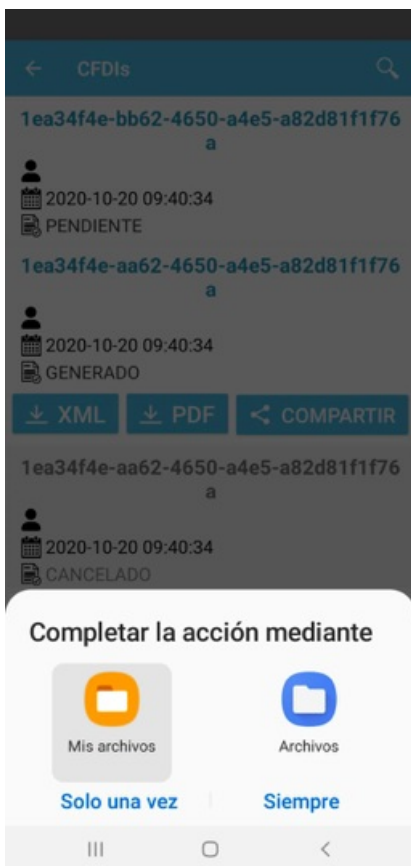 CFDIs
1ea34f4e-bb62-4650-a4e5-a82d81f1f76
a
2020-10-20 09:40:34
PENDIENTE
1ea34f4e-aa62-4650-a4e5-a82d81f1f76
a
2020-10-20 09:40:34
GENERADO
XML PDF COMPARTIR
1ea34f4e-aa62-4650-a4e5-a82d81f1f76
a
2020-10-20 09:40:34
CANCELADO
Completar la acción mediante
Mis archivos Archivos
Solo una vez Siempre